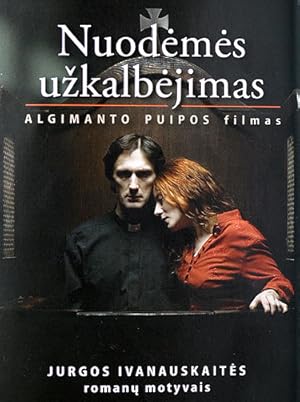 Nuodėmės
užkalbėjimas
ALGIMANTO PUIPOS filmas
JURGOS IVANAUSKAITĖS
romanų motyvais